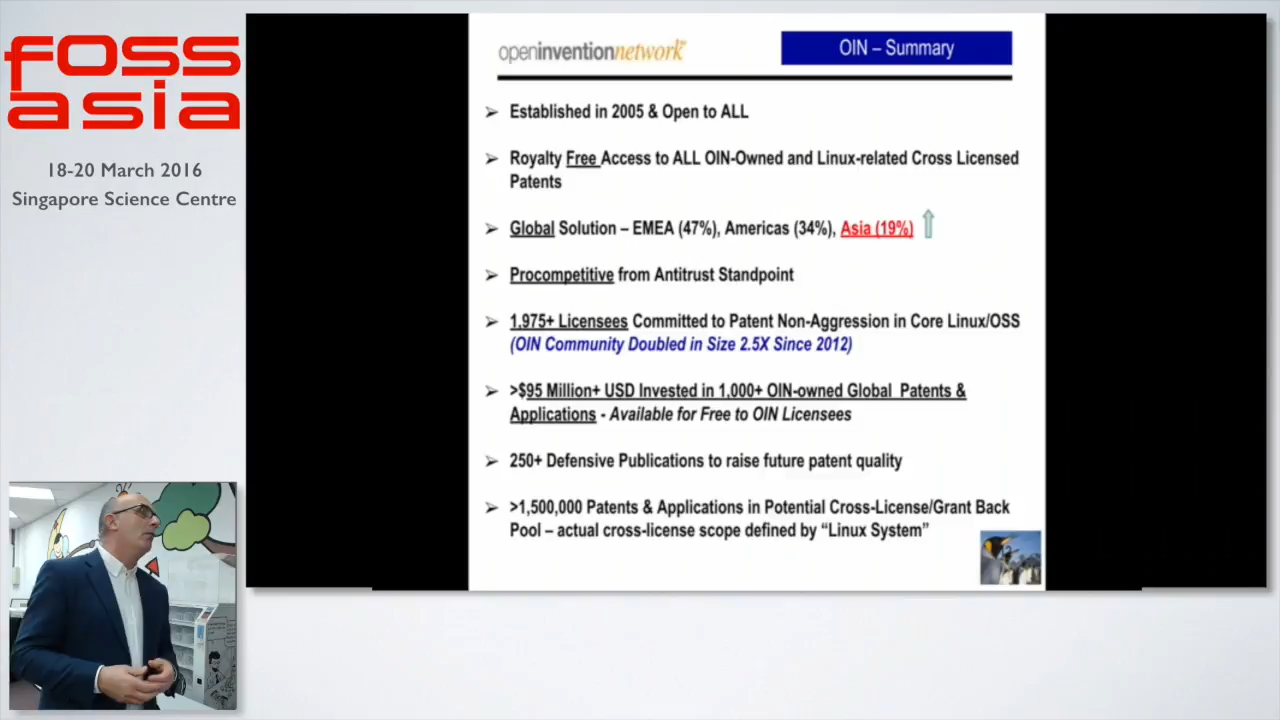 foss
asia
18-20 March 2016
Singapore Science Centre
openinventionnetwork
OIN – Summary
➢ Established in 2005 & Open to ALL
➢ Royalty Free Access to ALL OIN-Owned and Linux-related Cross Licensed
Patents
➢ Global Solution – EMEA (47%), Americas (34%), Asia (19%)
➢ Procompetitive from Antitrust Standpoint
➢ 1,975+ Licensees Committed to Patent Non-Aggression in Core Linux/OSS
(OIN Community Doubled in Size 2.5X Since 2012)
➢ >$95 Million+ USD Invested in 1,000+ OIN-owned Global Patents &
Applications - Available for Free to OIN Licensees
➢ 250+ Defensive Publications to raise future patent quality
➢ >1,500,000 Patents & Applications in Potential Cross-License/Grant Back
Pool – actual cross-license scope defined by “Linux System”